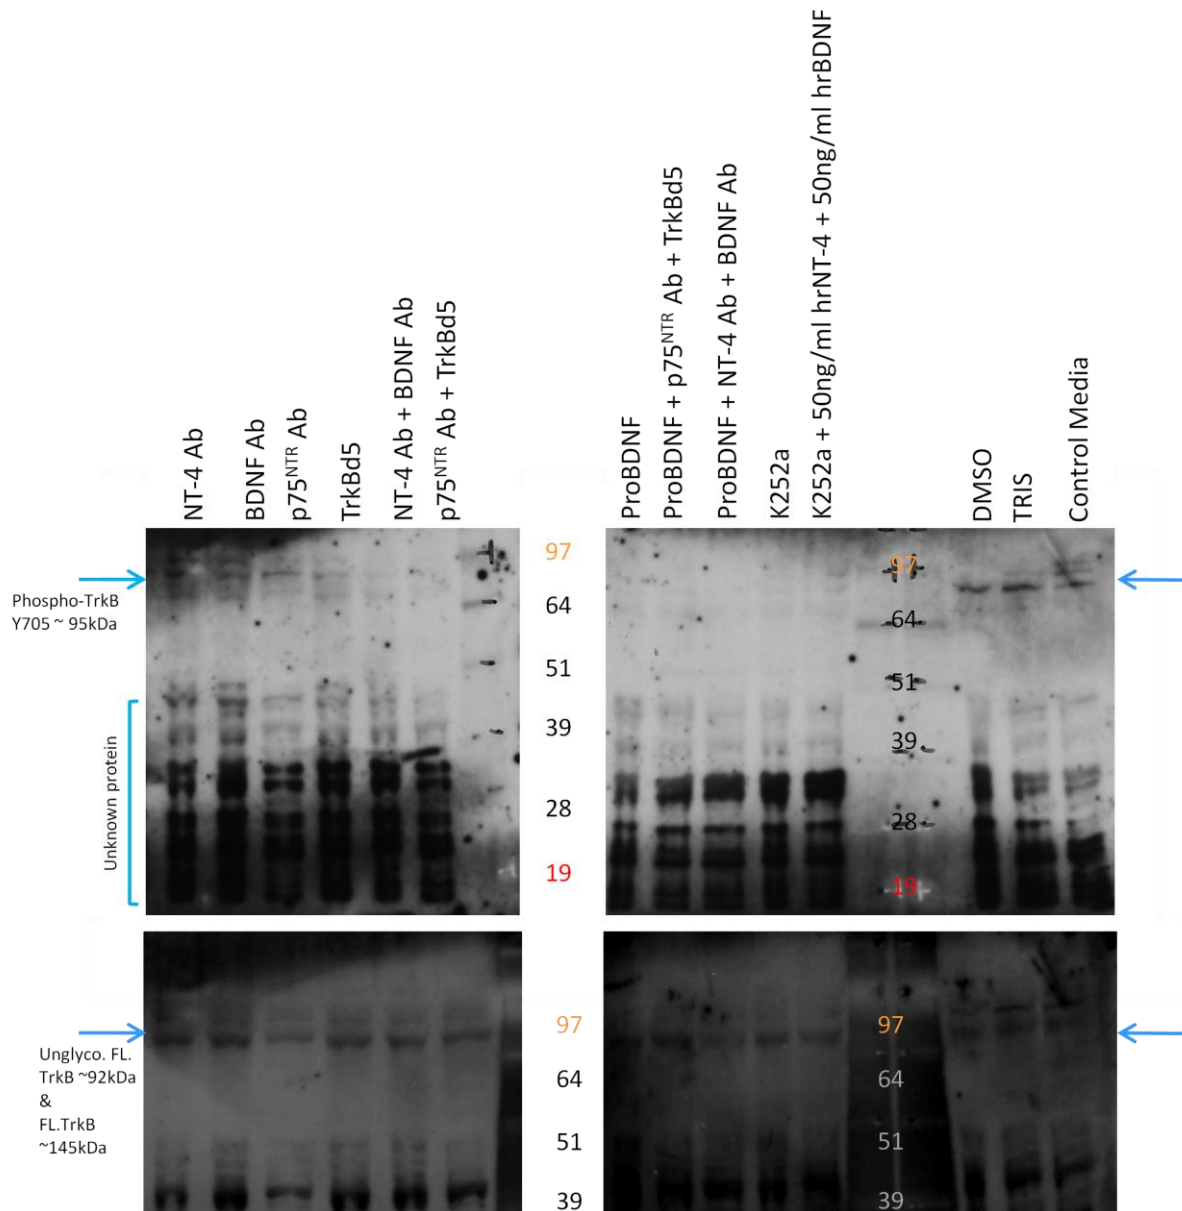 NT-4 Ab
BDNF Ab
p75NTR Ab
TrkBd5
NT-4 Ab + BDNF Ab
p75NTR Ab + TrkBd5
ProBDNF
ProBDNF + p75NTR Ab + TrkBd5
ProBDNF + NT-4 Ab + BDNF Ab
K252a
K252a + 50ng/ml hrNT-4 + 50ng/ml hrBDNF
DMSO
TRIS
Control Media
Phospho-TrkB
Y705 ~ 95kDa
Unknown protein
97
64
51
39
28
19
97
64
51
39
28
19
Unglyco. FL.
TrkB ~92kDa
&
FL.TrkB
~145kDa
97
64
51
39
97
64
51
39